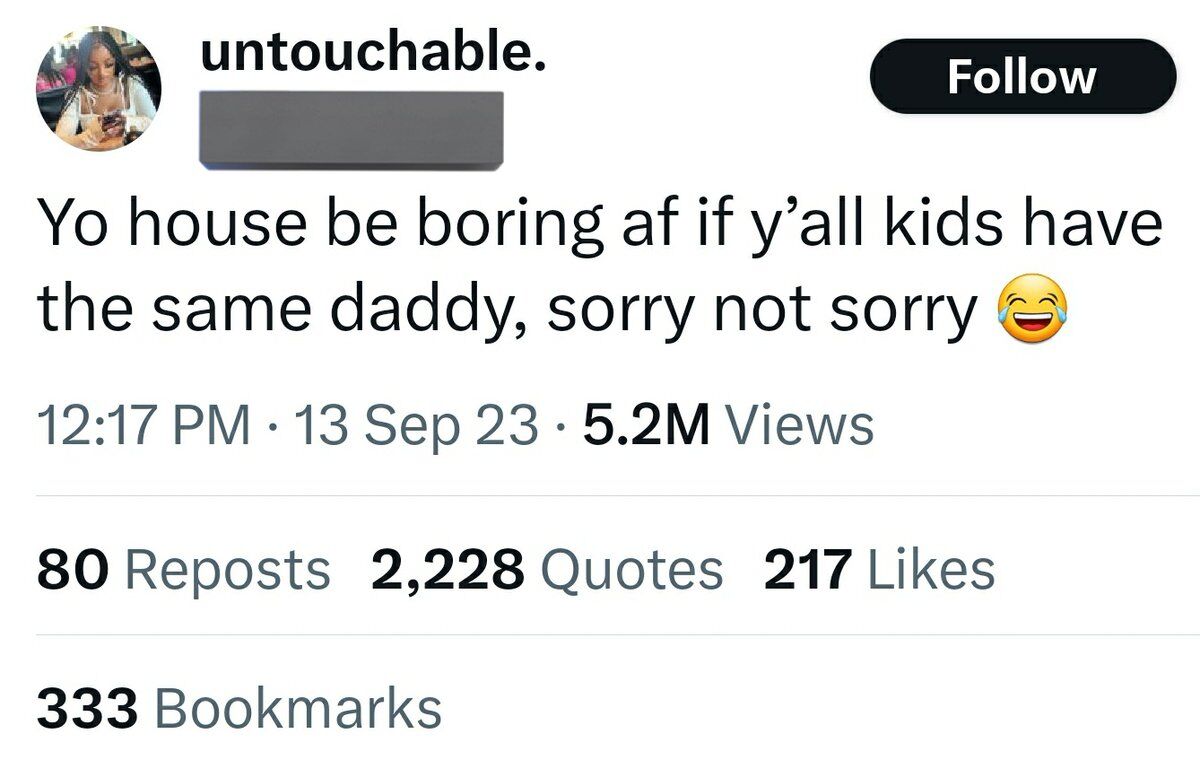 untouchable.
Follow
Yo house be boring af if y’all kids have
the same daddy, sorry not sorry 😂
12:17 PM · 13 Sep 23 · 5.2M Views
80 Reposts 2,228 Quotes 217 Likes
333 Bookmarks